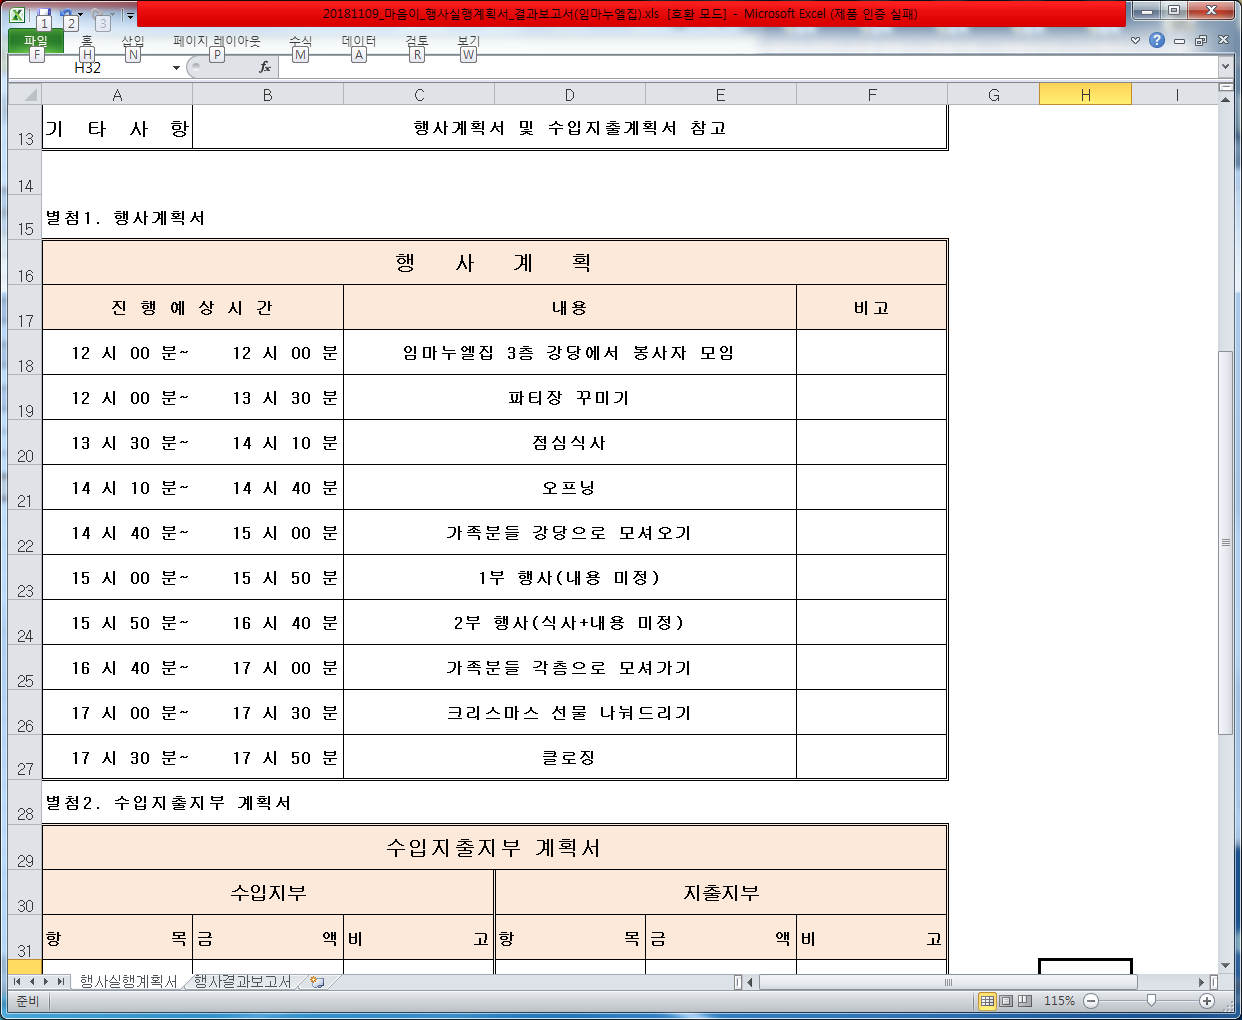 20181109_마음이_행사실행계획서_결과보고서(임마누엘집).xls [호환 모드] - Microsoft Excel (제품 인증 실패)
1 2 3
파일 홈 삽입 페이지 레이아웃 수식 데이터 검토 보기
F H N P M A R W
H32 fx
A B C D E F G H I
13 기 타 사 항 행사계획서 및 수입지출계획서 참고
14
15 별첨1. 행사계획서
16 행 사 계 획
17 진 행 예 상 시 간 내용 비고
18 12 시 00 분~ 12 시 00 분 임마누엘집 3층 강당에서 봉사자 모임
19 12 시 00 분~ 13 시 30 분 파티장 꾸미기
20 13 시 30 분~ 14 시 10 분 점심식사
21 14 시 10 분~ 14 시 40 분 오프닝
22 14 시 40 분~ 15 시 00 분 가족분들 강당으로 모셔오기
23 15 시 00 분~ 15 시 50 분 1부 행사(내용 미정)
24 15 시 50 분~ 16 시 40 분 2부 행사(식사+내용 미정)
25 16 시 40 분~ 17 시 00 분 가족분들 각층으로 모셔가기
26 17 시 00 분~ 17 시 30 분 크리스마스 선물 나눠드리기
27 17 시 30 분~ 17 시 50 분 클로징
28 별첨2. 수입지출지부 계획서
29 수입지출지부 계획서
30 수입지부 지출지부
31 항 목 금 액 비 고 항 목 금 액 비 고
행사실행계획서 행사결과보고서
준비 115%